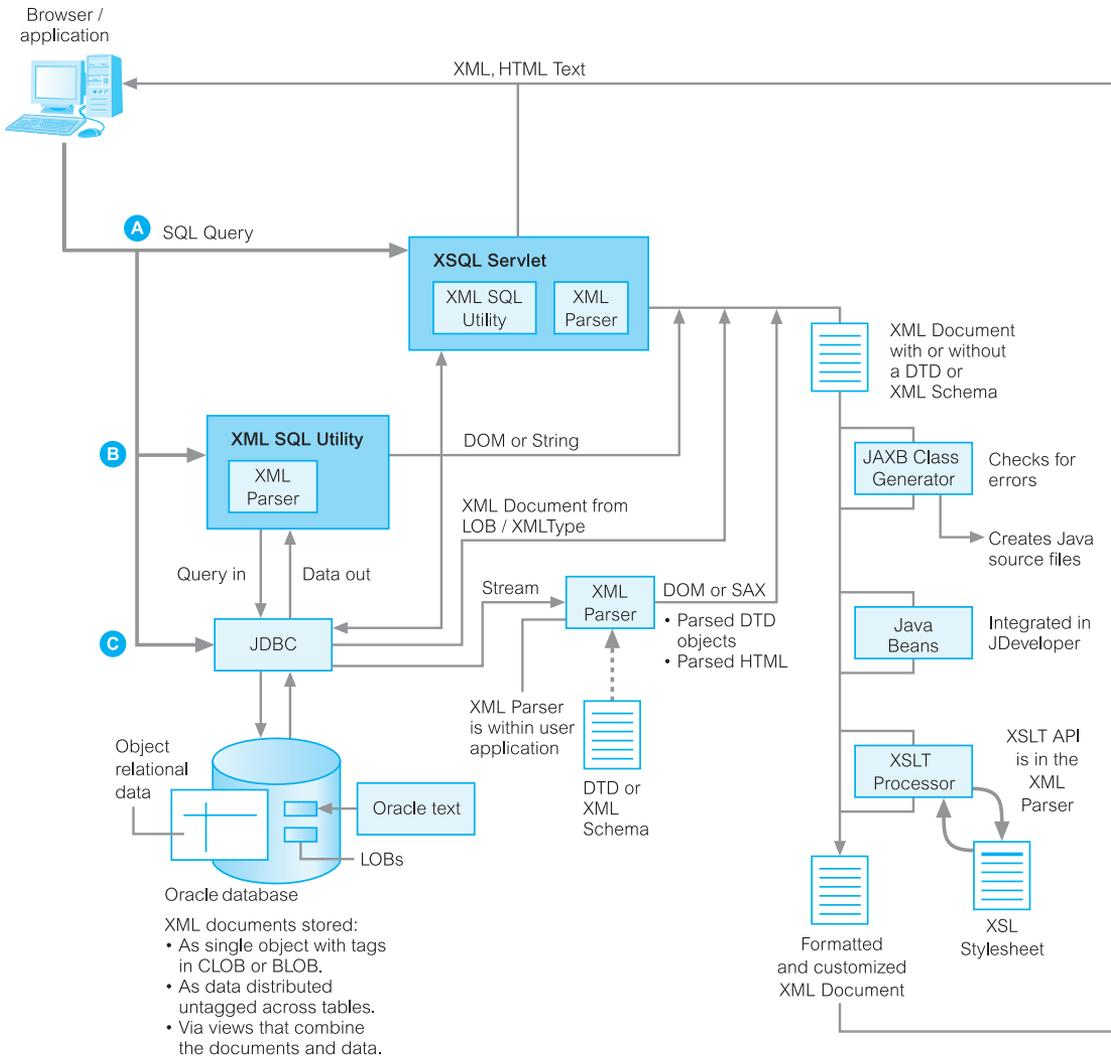 Browser /
application
XML, HTML Text
A
SQL Query
XSQL Servlet
XML SQL
Utility
XML
Parser
XML Document
with or without
a DTD or
XML Schema
B
XML SQL Utility
XML
Parser
DOM or String
JAXB Class
Generator
Checks for
errors
Creates Java
source files
XML Document from
LOB / XMLType
Query in
Data out
Stream
XML
Parser
DOM or SAX
• Parsed DTD
objects
• Parsed HTML
C
JDBC
Java
Beans
Integrated in
JDeveloper
XML Parser
is within user
application
DTD or
XML
Schema
Object
relational
data
Oracle text
LOBs
XSLT
Processor
XSLT API
is in the
XML
Parser
XSL
Stylesheet
Formatted
and customized
XML Document
Oracle database
XML documents stored:
• As single object with tags
in CLOB or BLOB.
• As data distributed
untagged across tables.
• Via views that combine
the documents and data.